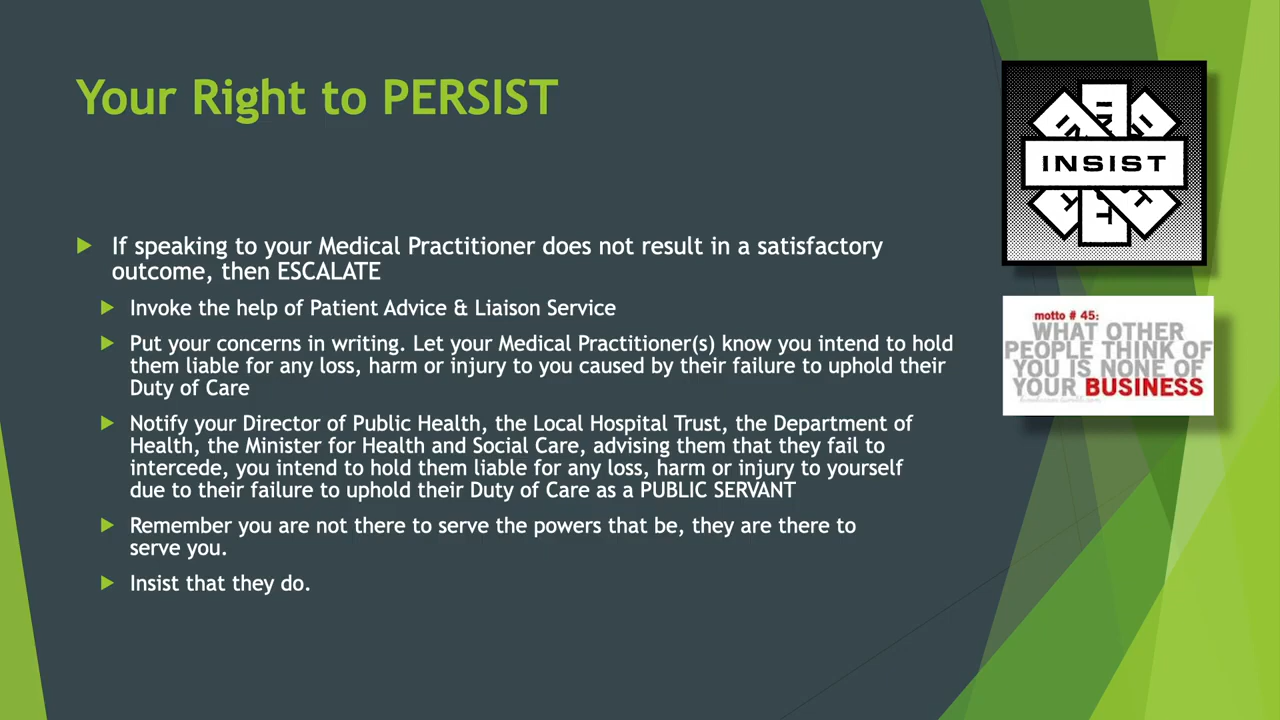 Your Right to PERSIST
If speaking to your Medical Practitioner does not result in a satisfactory
outcome, then ESCALATE
Invoke the help of Patient Advice & Liaison Service
Put your concerns in writing. Let your Medical Practitioner(s) know you intend to hold
them liable for any loss, harm or injury to you caused by their failure to uphold their
Duty of Care
Notify your Director of Public Health, the Local Hospital Trust, the Department of
Health, the Minister for Health and Social Care, advising them that they fail to
intercede, you intend to hold them liable for any loss, harm or injury to yourself
due to their failure to uphold their Duty of Care as a PUBLIC SERVANT
Remember you are not there to serve the powers that be, they are there to
serve you.
Insist that they do.
INSIST
motto # 45:
WHAT OTHER
PEOPLE THINK OF
YOU IS NONE OF
YOUR BUSINESS